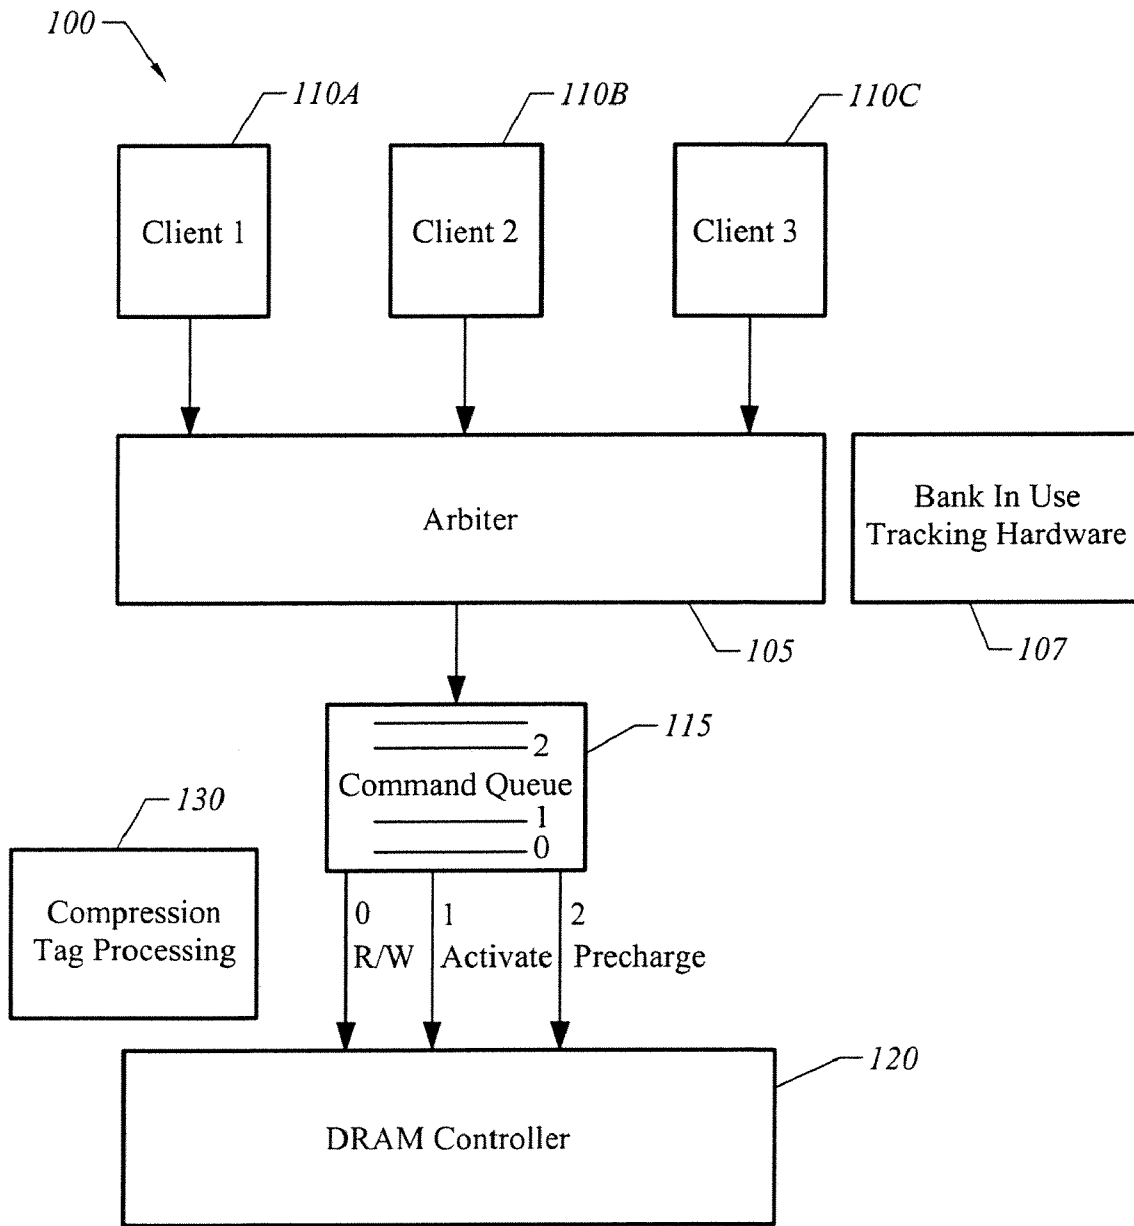 100
110A
110B
110C
Client 1
Client 2
Client 3
Arbiter
Bank In Use
Tracking Hardware
105
107
115
2
Command Queue
1
0
130
Compression
Tag Processing
0
R/W
1
Activate
2
Precharge
120
DRAM Controller